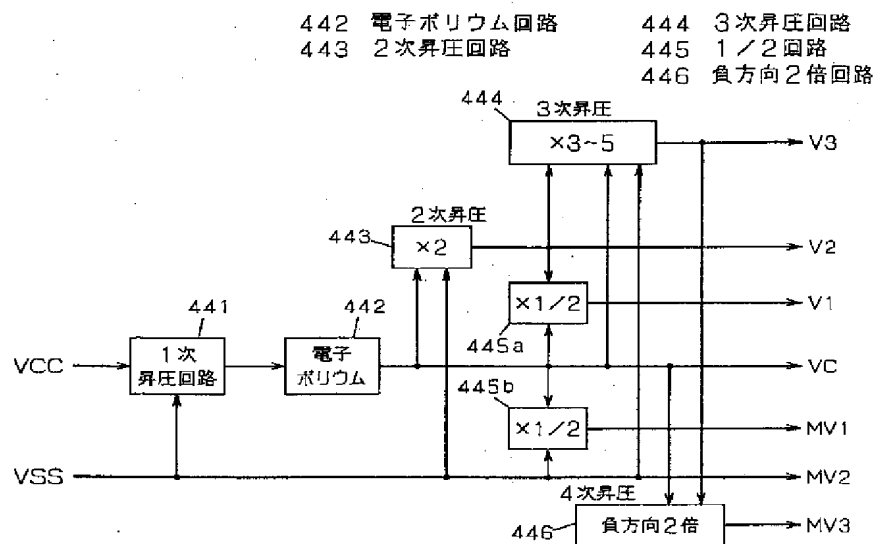 442 電子ポリウム回路
443 2次昇圧回路
444 3次昇圧回路
445 1/2回路
446 負方向2倍回路
444
3次昇圧
×3~5
V3
2次昇圧
443
×2
V2
441
442
×1/2
V1
445a
VCC
1次
昇圧回路
電子
ポリウム
VC
445b
×1/2
MV1
VSS
MV2
4次昇圧
446
負方向2倍
MV3